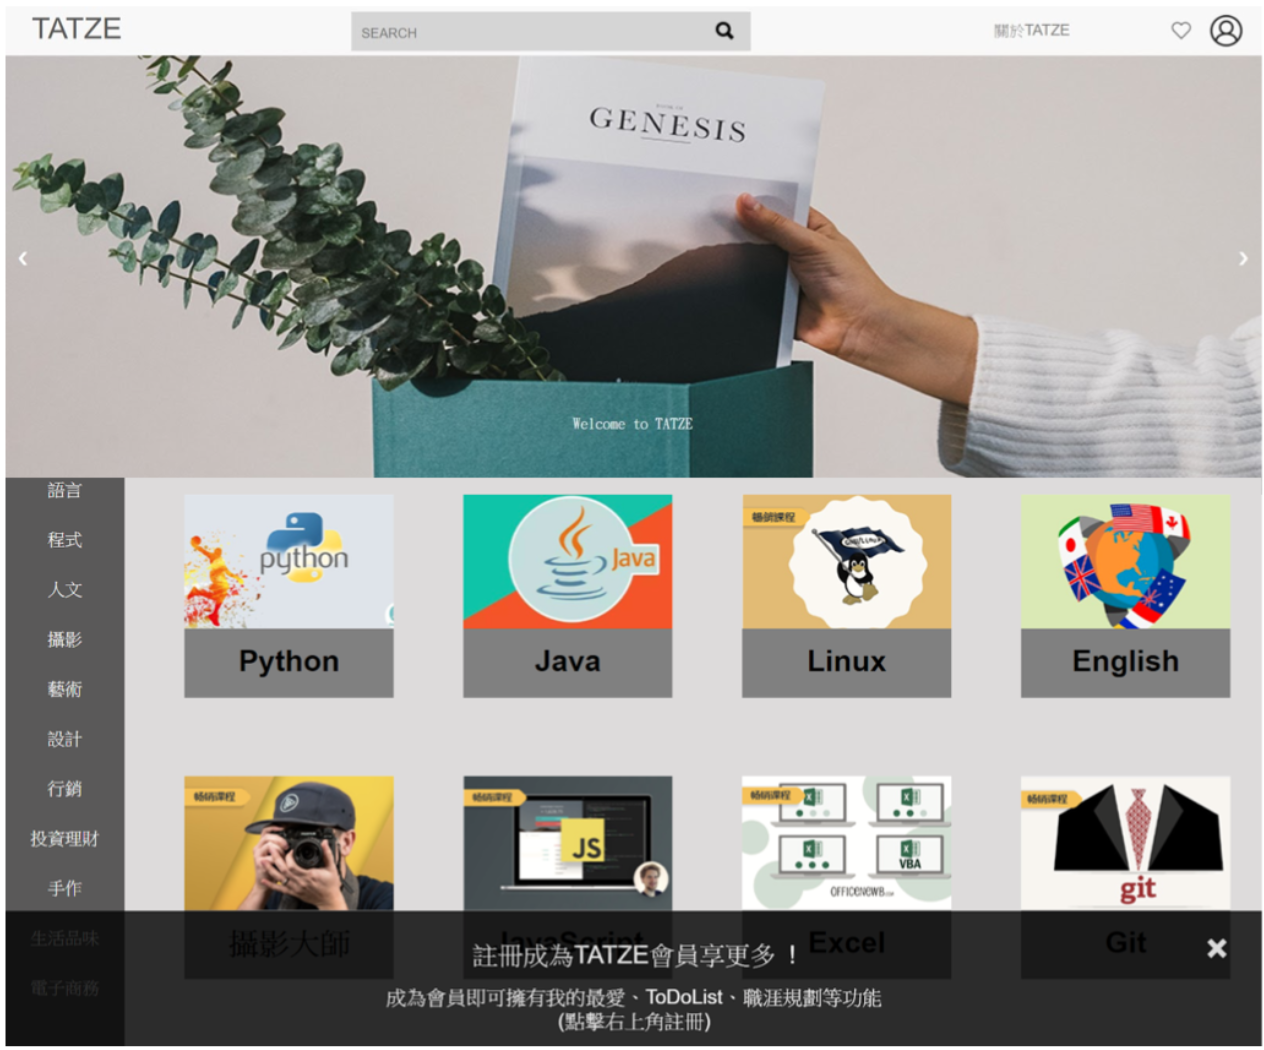 TATZE
SEARCH
關於TATZE
BOOK OF
GENESIS
Welcome to TATZE
語言
程式
人文
攝影
藝術
設計
行銷
投資理財
手作
生活品味
電子商務
python
Java
暢銷課程
Python
Java
Linux
English
暢銷課程
暢銷課程
JS
暢銷課程
VBA
OFFICENEWB.COM
暢銷課程
git
攝影大師
JavaScript
Excel
Git
註冊成為TATZE會員享更多！
成為會員即可擁有我的最愛、ToDoList、職涯規劃等功能
(點擊右上角註冊)